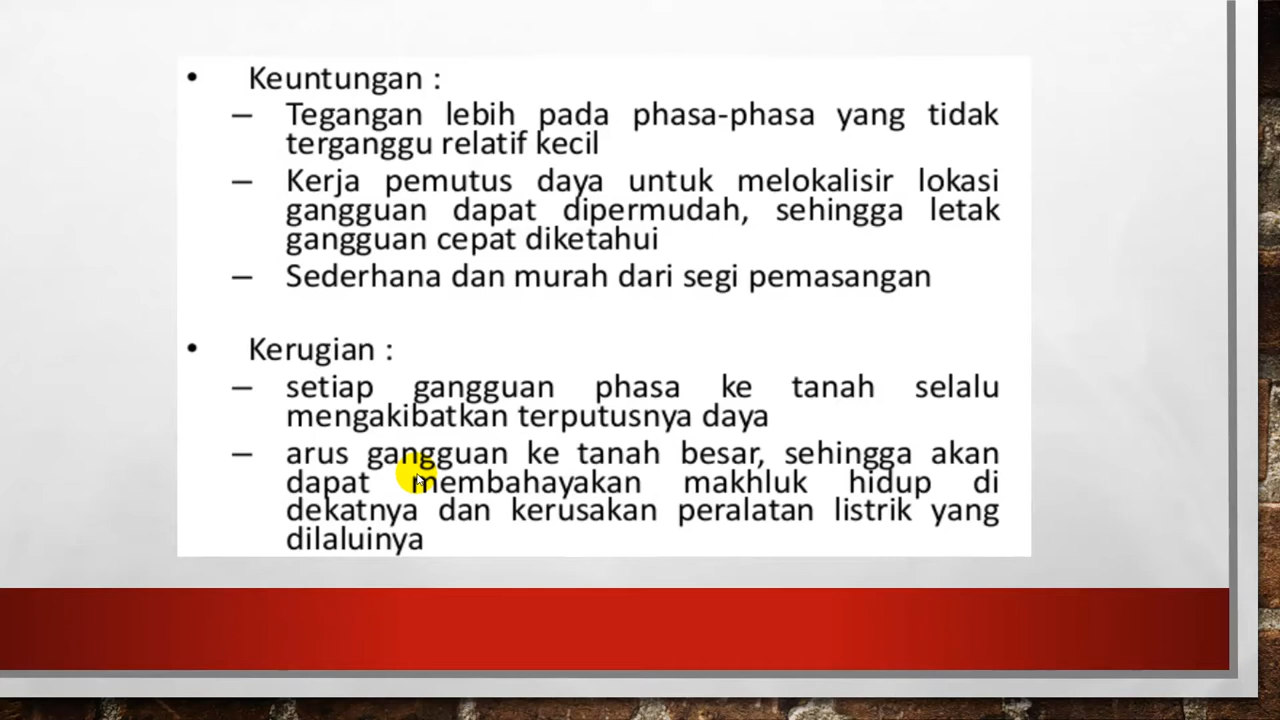 • Keuntungan :
– Tegangan lebih pada phasa-phasa yang tidak
terganggu relatif kecil
– Kerja pemutus daya untuk melokalisir lokasi
gangguan dapat dipermudah, sehingga letak
gangguan cepat diketahui
– Sederhana dan murah dari segi pemasangan
• Kerugian :
– setiap gangguan phasa ke tanah selalu
mengakibatkan terputusnya daya
– arus gangguan ke tanah besar, sehingga akan
dapat membahayakan makhluk hidup di
dekatnya dan kerusakan peralatan listrik yang
dilaluinya